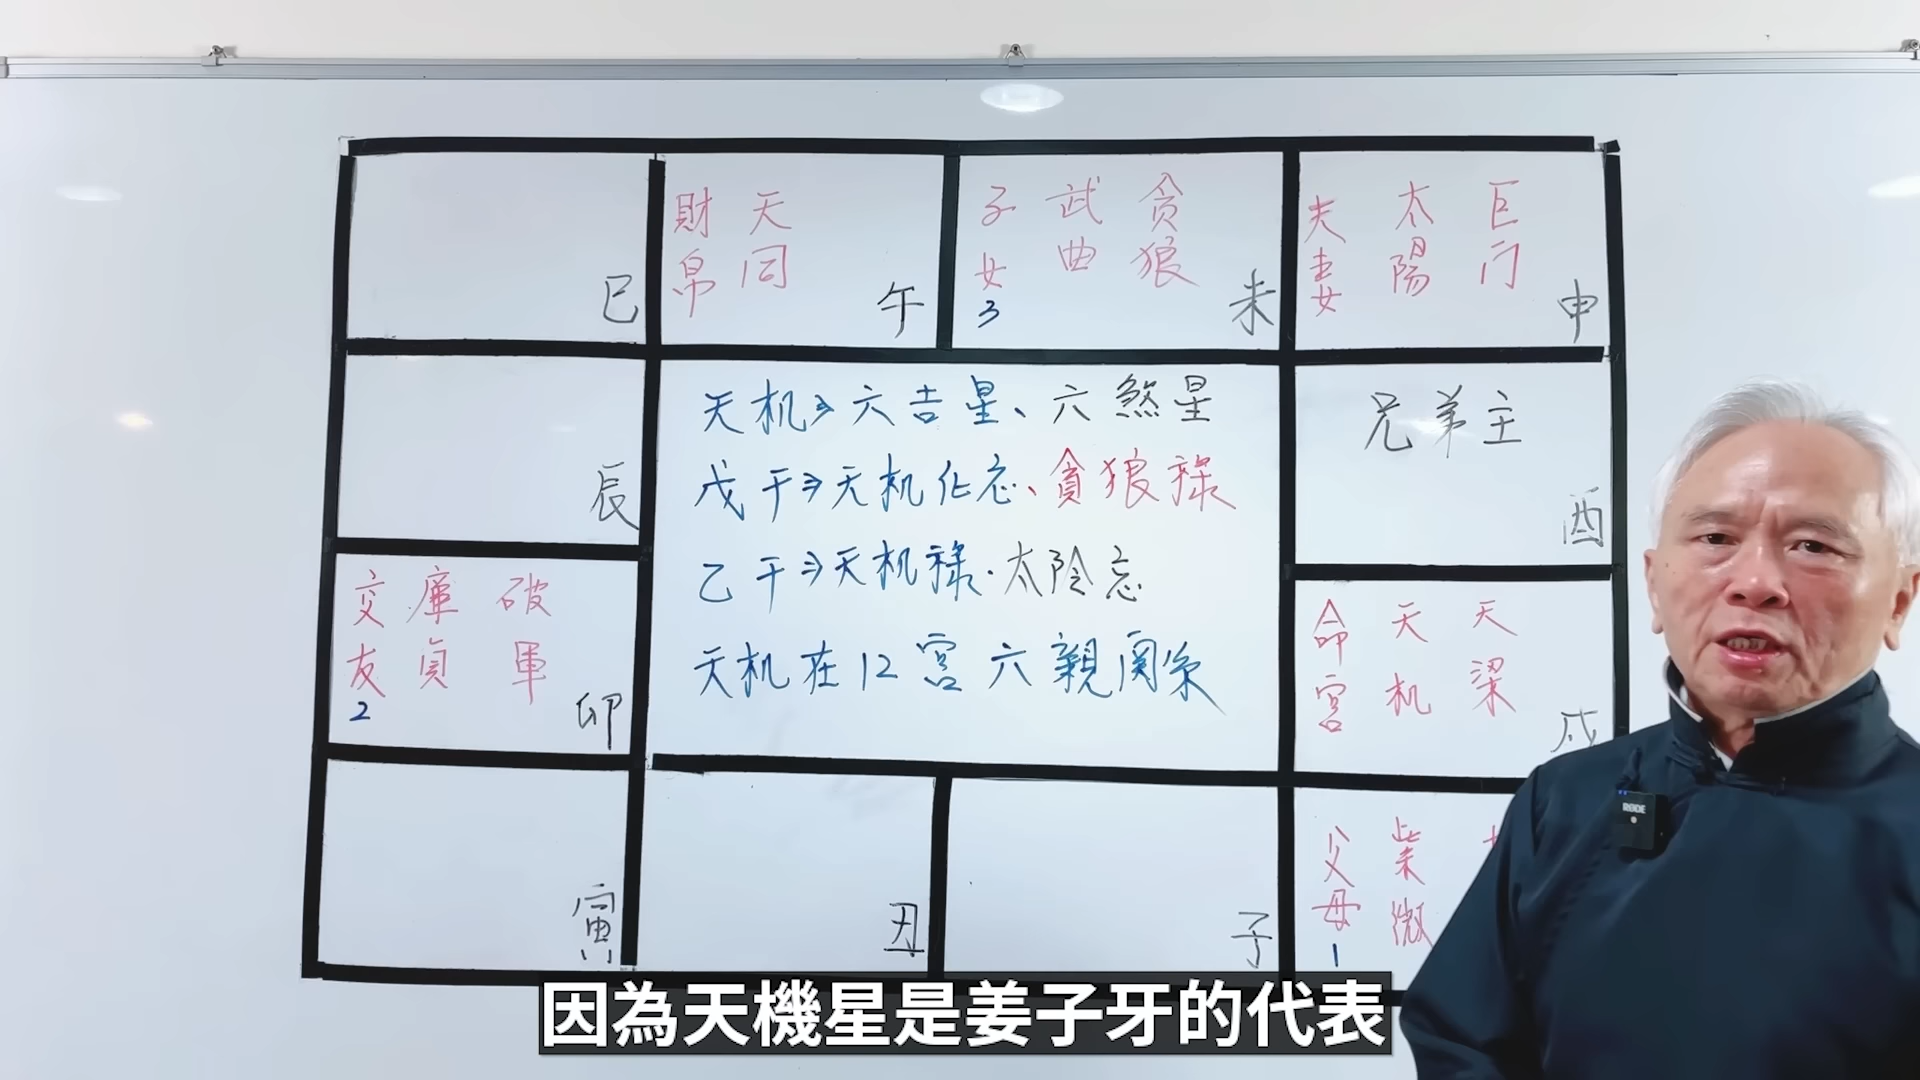 巳
財帛
天同
午
子女
3
武曲
貪狼
未
夫妻
太陽
巨门
申
辰
天机⇒六吉星、六煞星
戊干⇒天机化忌、貪狼祿
乙干⇒天机祿.太陰忌
天机在12宮六親関係
兄弟主
酉
交友
2
廉貞
破軍
卯
命宮
天机
天梁
戌
寅
丑
子
父母
1
紫微
RØDE
因為天機星是姜子牙的代表